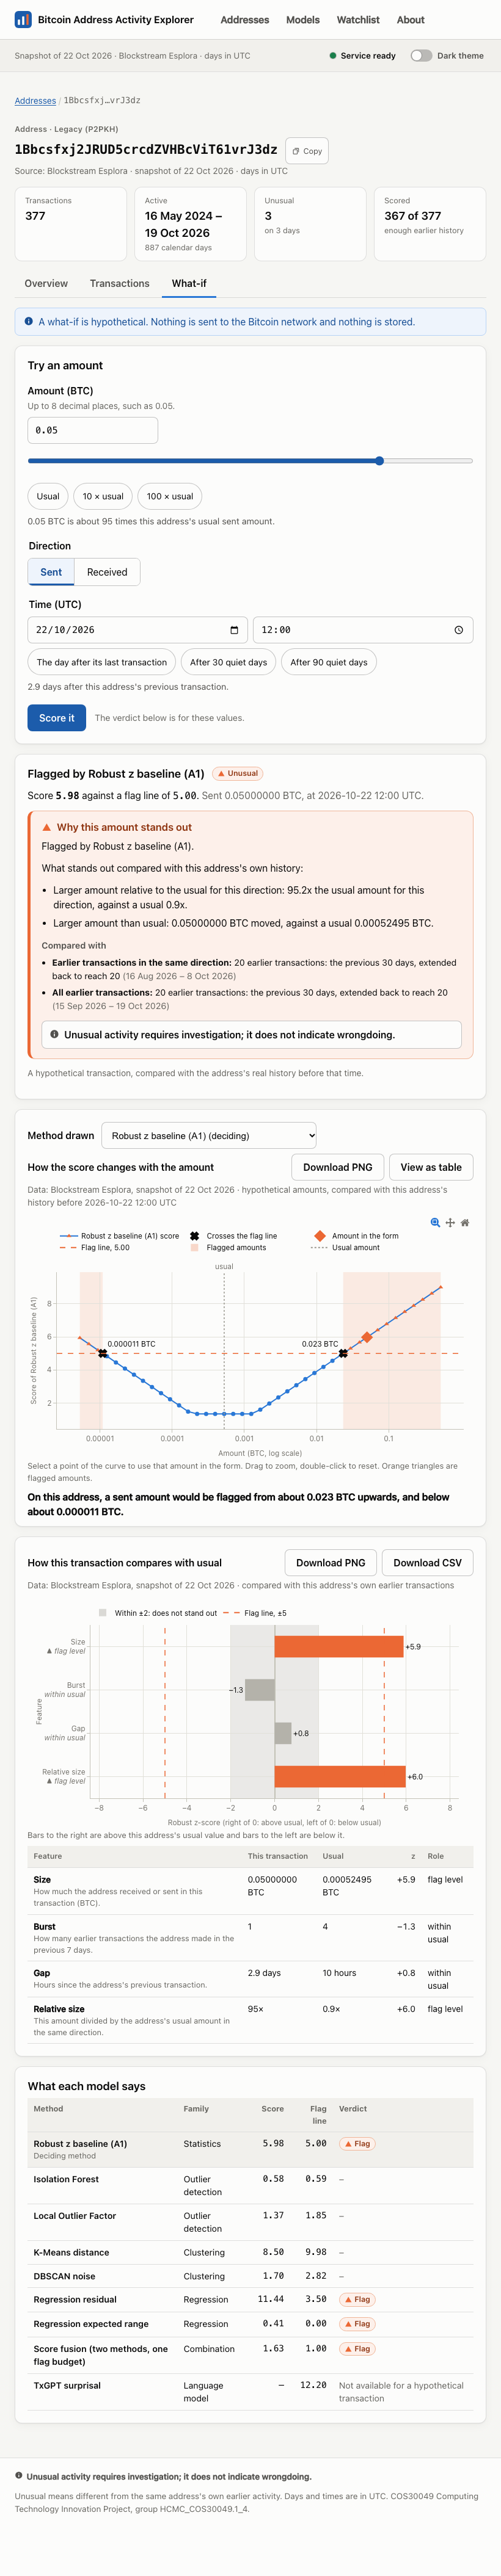 Bitcoin Address Activity Explorer
Addresses
Models
Watchlist
About
Snapshot of 22 Oct 2026 · Blockstream Esplora · days in UTC
Service ready
Dark theme
Addresses / 1Bbcsfxj…vrJ3dz
Address · Legacy (P2PKH)
1Bbcsfxj2JRUD5crcdZVHBcViT61vrJ3dz
Copy
Source: Blockstream Esplora · snapshot of 22 Oct 2026 · days in UTC
Transactions
377
Active
16 May 2024 –
19 Oct 2026
887 calendar days
Unusual
3
on 3 days
Scored
367 of 377
enough earlier history
Overview
Transactions
What-if
A what-if is hypothetical. Nothing is sent to the Bitcoin network and nothing is stored.
Try an amount
Amount (BTC)
Up to 8 decimal places, such as 0.05.
0.05
Usual
10 × usual
100 × usual
0.05 BTC is about 95 times this address's usual sent amount.
Direction
Sent
Received
Time (UTC)
22/10/2026
12:00
The day after its last transaction
After 30 quiet days
After 90 quiet days
2.9 days after this address's previous transaction.
Score it
The verdict below is for these values.
Flagged by Robust z baseline (A1)
Unusual
Score 5.98 against a flag line of 5.00. Sent 0.05000000 BTC, at 2026-10-22 12:00 UTC.
Why this amount stands out
Flagged by Robust z baseline (A1).
What stands out compared with this address's own history:
• Larger amount relative to the usual for this direction: 95.2x the usual amount for this
direction, against a usual 0.9x.
• Larger amount than usual: 0.05000000 BTC moved, against a usual 0.00052495 BTC.
Compared with
• Earlier transactions in the same direction: 20 earlier transactions: the previous 30 days, extended
back to reach 20 (16 Aug 2026 – 8 Oct 2026)
• All earlier transactions: 20 earlier transactions: the previous 30 days, extended back to reach 20
(15 Sep 2026 – 19 Oct 2026)
Unusual activity requires investigation; it does not indicate wrongdoing.
A hypothetical transaction, compared with the address's real history before that time.
Method drawn
Robust z baseline (A1) (deciding)
How the score changes with the amount
Download PNG
View as table
Data: Blockstream Esplora, snapshot of 22 Oct 2026 · hypothetical amounts, compared with this address's
history before 2026-10-22 12:00 UTC
Robust z baseline (A1) score
Crosses the flag line
Amount in the form
Flag line, 5.00
Flagged amounts
Usual amount
usual
0.000011 BTC
0.023 BTC
8
6
4
2
Score of Robust z baseline (A1)
0.00001
0.0001
0.001
0.01
0.1
Amount (BTC, log scale)
Select a point of the curve to use that amount in the form. Drag to zoom, double-click to reset. Orange triangles are
flagged amounts.
On this address, a sent amount would be flagged from about 0.023 BTC upwards, and below
about 0.000011 BTC.
How this transaction compares with usual
Download PNG
Download CSV
Data: Blockstream Esplora, snapshot of 22 Oct 2026 · compared with this address's own earlier transactions
Within ±2: does not stand out
Flag line, ±5
Size
▲ flag level
+5.9
Burst
within usual
−1.3
Gap
within usual
+0.8
Relative size
▲ flag level
+6.0
Feature
−8
−6
−4
−2
0
2
4
6
8
Robust z-score (right of 0: above usual, left of 0: below usual)
Bars to the right are above this address's usual value and bars to the left are below it.
Feature
This transaction
Usual
z
Role
Size
How much the address received or sent in this
transaction (BTC).
0.05000000
BTC
0.00052495
BTC
+5.9
flag level
Burst
How many earlier transactions the address made in the
previous 7 days.
1
4
−1.3
within
usual
Gap
Hours since the address's previous transaction.
2.9 days
10 hours
+0.8
within
usual
Relative size
This amount divided by the address's usual amount in
the same direction.
95×
0.9×
+6.0
flag level
What each model says
Method
Family
Score
Flag
line
Verdict
Robust z baseline (A1)
Deciding method
Statistics
5.98
5.00
Flag
Isolation Forest
Outlier
detection
0.58
0.59
–
Local Outlier Factor
Outlier
detection
1.37
1.85
–
K-Means distance
Clustering
8.50
9.98
–
DBSCAN noise
Clustering
1.70
2.82
–
Regression residual
Regression
11.44
3.50
Flag
Regression expected range
Regression
0.41
0.00
Flag
Score fusion (two methods, one
flag budget)
Combination
1.63
1.00
Flag
TxGPT surprisal
Language
model
—
12.20
Not available for a hypothetical
transaction
Unusual activity requires investigation; it does not indicate wrongdoing.
Unusual means different from the same address's own earlier activity. Days and times are in UTC. COS30049 Computing
Technology Innovation Project, group HCMC_COS30049.1_4.